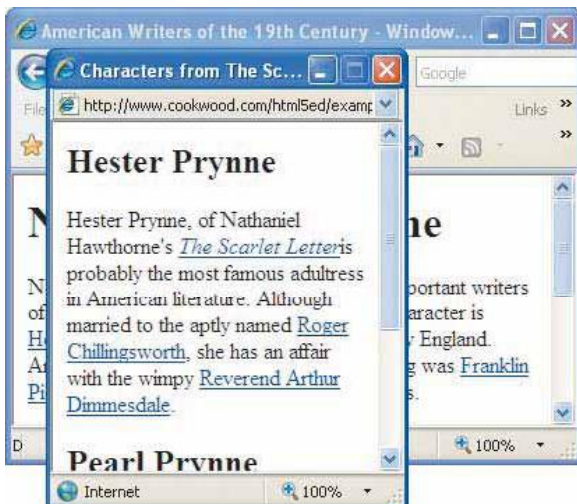 American Writers of the 19th Century - Window...
Characters from The Sc...
Google
http://www.cookwood.com/html5ed/examp
File
Links »
»
Hester Prynne
Hester Prynne, of Nathaniel
Hawthorne's The Scarlet Letteris
probably the most famous adultress
in American literature. Although
married to the aptly named Roger
Chillingsworth, she has an affair
with the wimpy Reverend Arthur
Dimmesdale.
Pearl Prynne
Internet
100%
N
ne
N
portant writers
of
aracter is
England.
g was Franklin
s.
D
100%